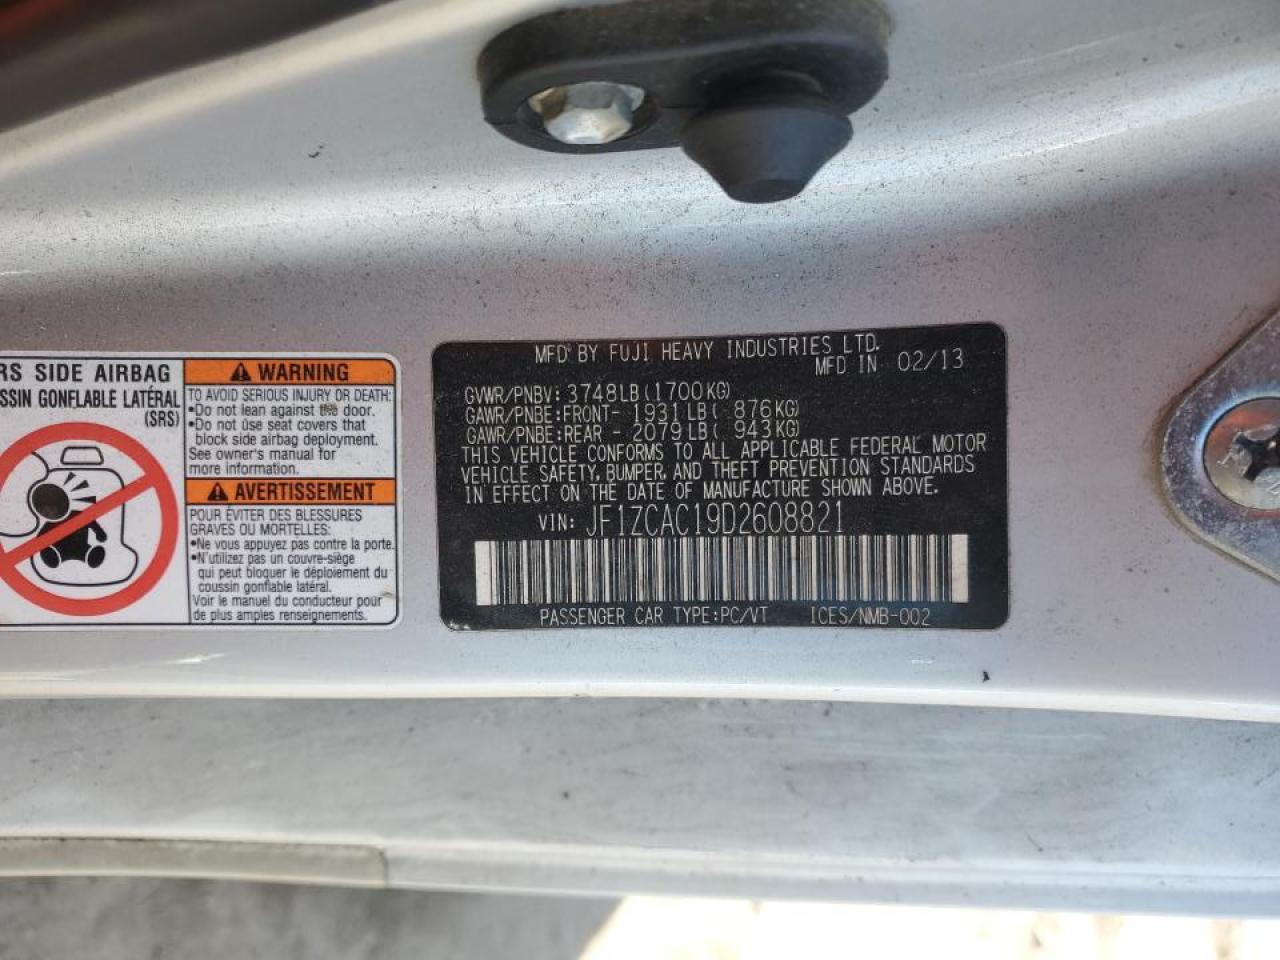 RS SIDE AIRBAG
SSIN GONFLABLE LATÉRAL
(SRS)
WARNING
TO AVOID SERIOUS INJURY OR DEATH:
•Do not lean against the door.
•Do not use seat covers that
block side airbag deployment.
See owner's manual for
more information.
AVERTISSEMENT
POUR ÉVITER DES BLESSURES
GRAVES OU MORTELLES:
•Ne vous appuyez pas contre la porte.
•N'utilizez pas un couvre-siège
qui peut bloquer le déploiement du
coussin gonflable latéral.
Voir le manuel du conducteur pour
de plus amples renseignements.
MFD BY FUJI HEAVY INDUSTRIES LTD.
MFD IN 02/13
GVWR/PNBV: 3748LB(1700KG)
GAWR/PNBE:FRONT- 1931LB( 876KG)
GAWR/PNBE:REAR - 2079LB( 943KG)
THIS VEHICLE CONFORMS TO ALL APPLICABLE FEDERAL MOTOR
VEHICLE SAFETY, BUMPER, AND THEFT PREVENTION STANDARDS
IN EFFECT ON THE DATE OF MANUFACTURE SHOWN ABOVE.
VIN: JF1ZCAC19D2608821
PASSENGER CAR TYPE:PC/VT ICES/NMB-002